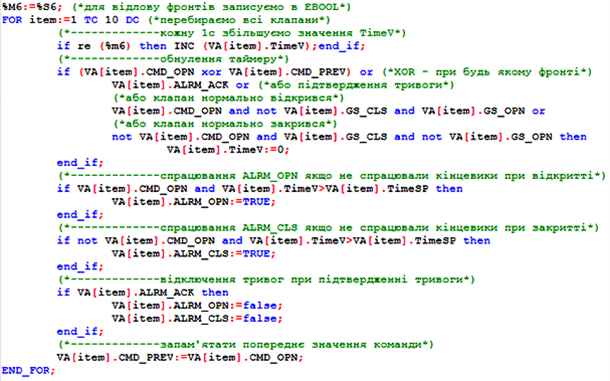 %M6:=%S6; (*для відлову фронтів записуємо в EBOOL*)
FOR item:=1 TO 10 DO (*перебираємо всі клапани*)
(*-------------кожну 1с збільшуємо значення TimeV*)
if re (%m6) then INC (VA[item].TimeV);end_if;
(*-------------обнулення таймеру*)
if (VA[item].CMD_OPN xor VA[item].CMD_PREV) or (*XOR - при будь якому фронті*)
VA[item].ALRM_ACK or (*або підтвердження тривоги*)
(*або клапан нормально відкрився*)
VA[item].CMD_OPN and not VA[item].GS_CLS and VA[item].GS_OPN or
(*або клапан нормально закрився*)
not VA[item].CMD_OPN and VA[item].GS_CLS and not VA[item].GS_OPN then
VA[item].TimeV:=0;
end_if;
(*-------------спрацювання ALRM_OPN якщо не спрацювали кінцевики при відкритті*)
if VA[item].CMD_OPN and VA[item].TimeV>VA[item].TimeSP then
VA[item].ALRM_OPN:=TRUE;
end_if;
(*-------------спрацювання ALRM_CLS якщо не спрацювали кінцевики при закритті*)
if not VA[item].CMD_OPN and VA[item].TimeV>VA[item].TimeSP then
VA[item].ALRM_CLS:=TRUE;
end_if;
(*-------------відключення тривог при підтвердженні тривоги*)
if VA[item].ALRM_ACK then
VA[item].ALRM_OPN:=false;
VA[item].ALRM_CLS:=false;
end_if;
(*-------------запам'ятати попереднє значення команди*)
VA[item].CMD_PREV:=VA[item].CMD_OPN;
END_FOR;